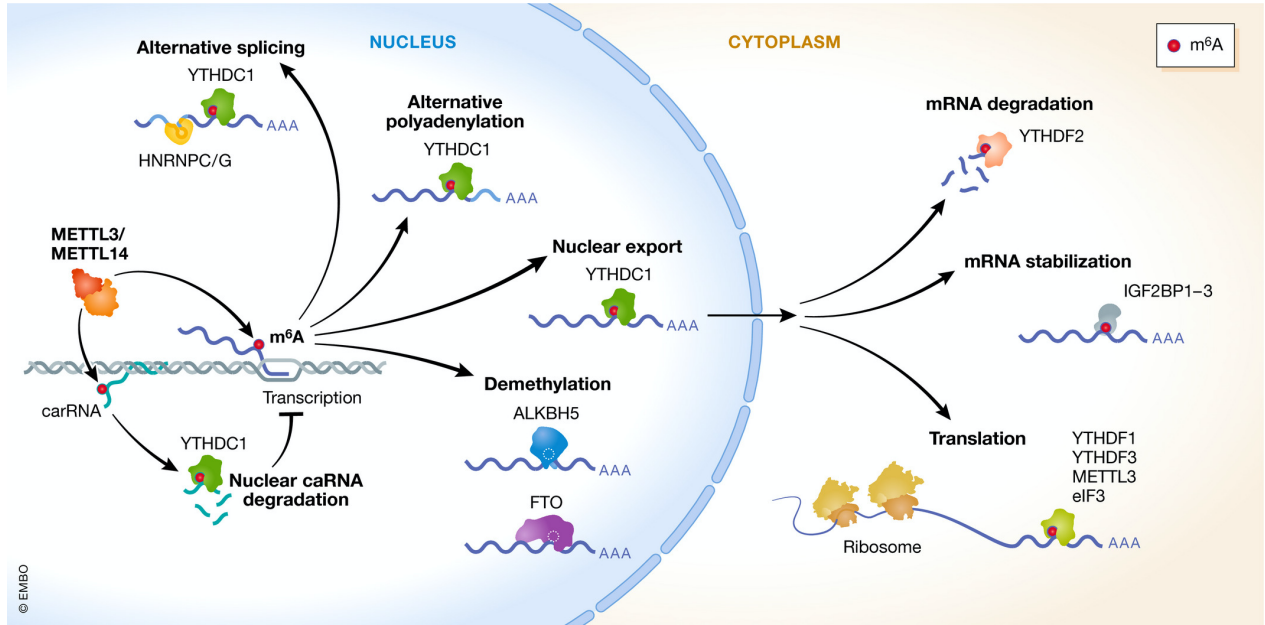 NUCLEUS
CYTOPLASM
m⁶A
Alternative splicing
YTHDC1
AAA
HNRNPC/G
Alternative
polyadenylation
YTHDC1
AAA
METTL3/
METTL14
m⁶A
Transcription
carRNA
YTHDC1
Nuclear caRNA
degradation
Nuclear export
YTHDC1
AAA
Demethylation
ALKBH5
AAA
FTO
AAA
mRNA degradation
YTHDF2
mRNA stabilization
IGF2BP1–3
AAA
Translation
YTHDF1
YTHDF3
METTL3
eIF3
Ribosome
AAA
© EMBO